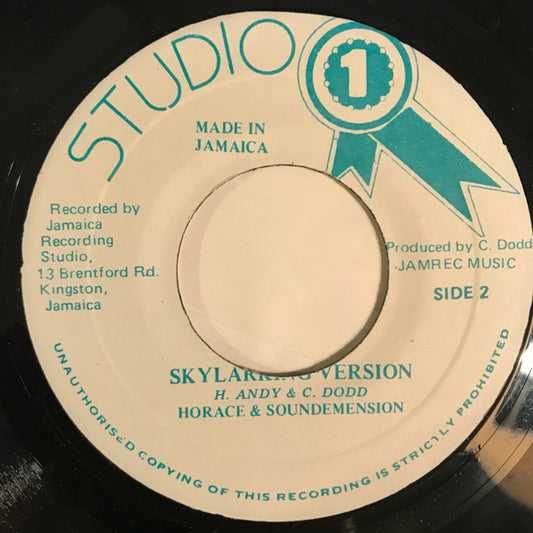 STUDIO 1
MADE IN
JAMAICA
Recorded by
Jamaica
Recording
Studio,
13 Brentford Rd.
Kingston,
Jamaica
Produced by C. Dodd
-JAMREC MUSIC
SIDE 2
SKYLARKING VERSION
H. ANDY & C. DODD
HORACE & SOUNDEMENSION
UNAUTHORISED COPYING OF THIS RECORDING IS STRICTLY PROHIBITED